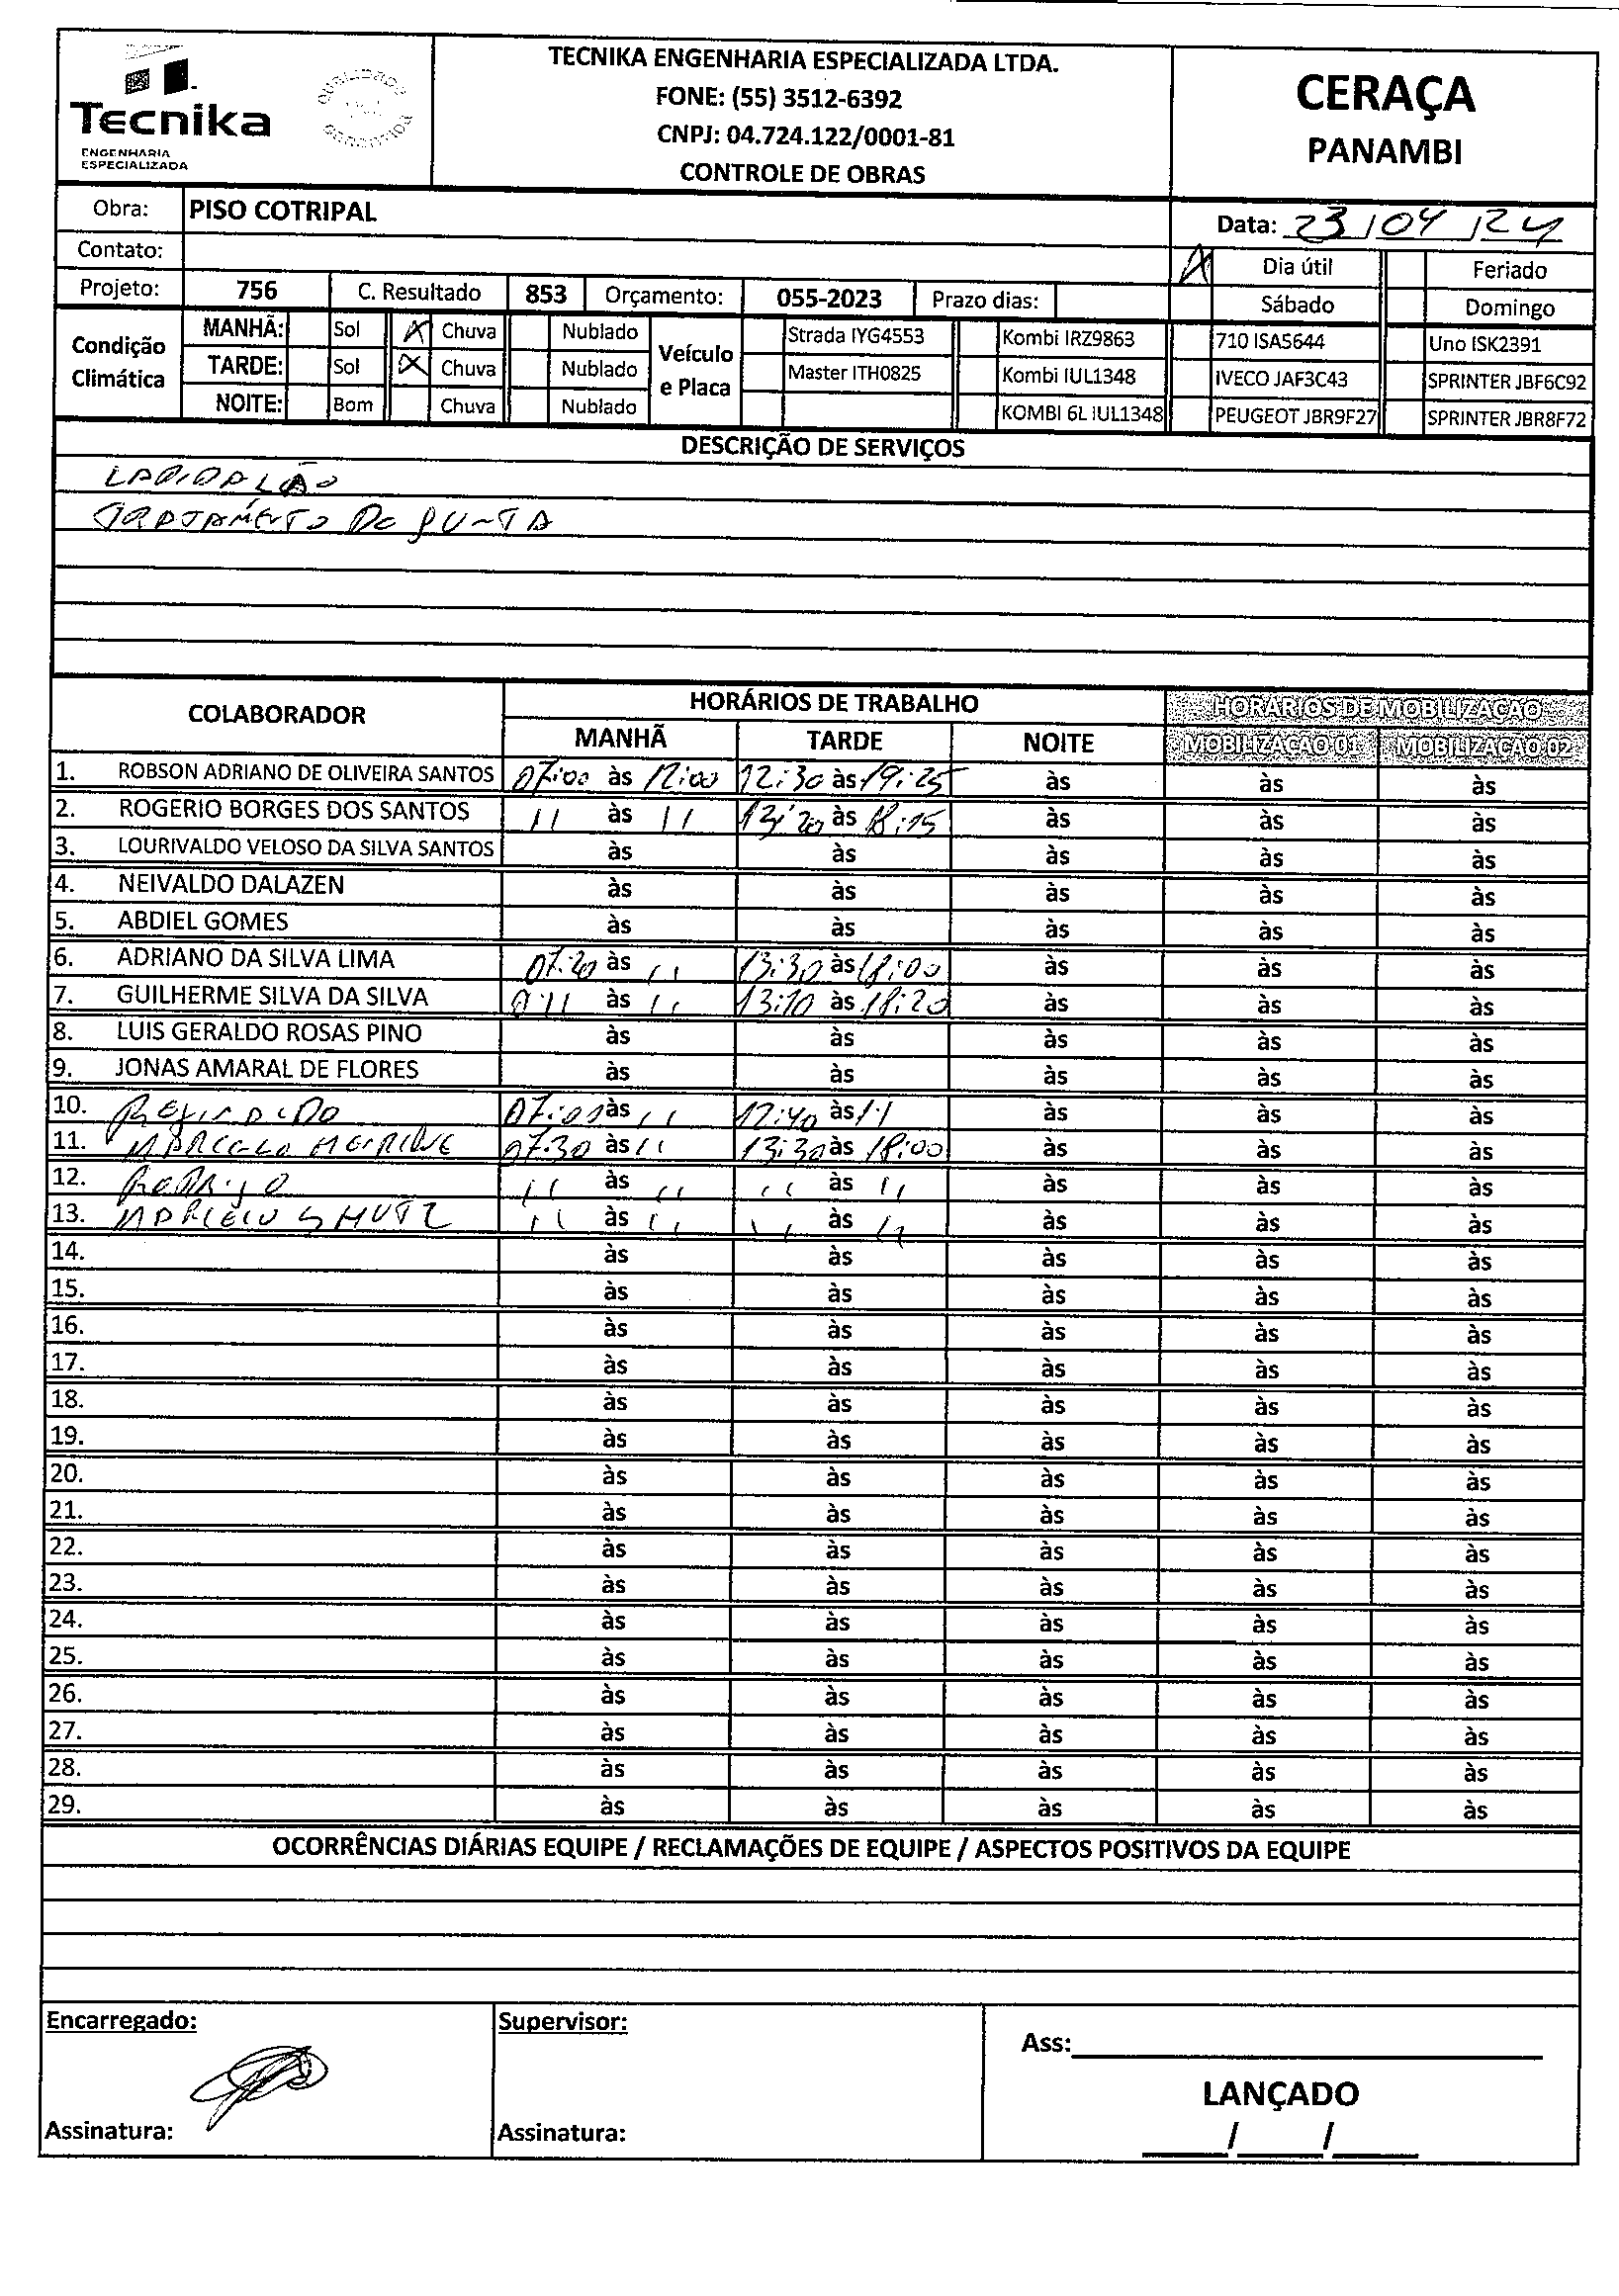 Tecnika
ENGENHARIA
ESPECIALIZADA
TECNIKA ENGENHARIA ESPECIALIZADA LTDA.
FONE: (55) 3512-6392
CNPJ: 04.724.122/0001-81
CONTROLE DE OBRAS
CERAÇA
PANAMBI
Obra: PISO COTRIPAL
Data: 23/04/24
Contato:
X Dia útil Feriado
Projeto: 756 C. Resultado 853 Orçamento: 055-2023 Prazo dias:
Sábado Domingo
Condição Climática
MANHÃ: Sol X Chuva Nublado
TARDE: Sol X Chuva Nublado
NOITE: Bom Chuva Nublado
Veículo e Placa
Strada IYG4553 Kombi IRZ9863 710 ISA5644 Uno ISK2391
Master ITH0825 Kombi IUL1348 IVECO JAF3C43 SPRINTER JBF6C92
KOMBI 6L IUL1348 PEUGEOT JBR9F27 SPRINTER JBR8F72
DESCRIÇÃO DE SERVIÇOS
TRATAMENTO DE JUNTA
COLABORADOR HORÁRIOS DE TRABALHO HORÁRIOS DE MOBILIZAÇÃO
MANHÃ TARDE NOITE MOBILIZAÇÃO 01 MOBILIZAÇÃO 02
1. ROBSON ADRIANO DE OLIVEIRA SANTOS 07:00 às 12:00 12:30 às 19:25 às às às
2. ROGERIO BORGES DOS SANTOS 11 às 11 13:20 às 18:15 às às às
3. LOURIVALDO VELOSO DA SILVA SANTOS às às às às às
4. NEIVALDO DALAZEN às às às às às
5. ABDIEL GOMES às às às às às
6. ADRIANO DA SILVA LIMA 07:20 às 11 13:30 às 18:00 às às às
7. GUILHERME SILVA DA SILVA às 11 13:10 às 18:20 às às às
8. LUIS GERALDO ROSAS PINO às às às às às
9. JONAS AMARAL DE FLORES às às às às às
10. REGINALDO 07:01 às 11 12:40 às 11 às às às
11. MARCELO HENRIQUE 07:30 às 11 13:30 às 18:00 às às às
12. 11 às 11 11 às 11 às às às
13. 11 às 11 11 às 11 às às às
14. às às às às às
15. às às às às às
16. às às às às às
17. às às às às às
18. às às às às às
19. às às às às às
20. às às às às às
21. às às às às às
22. às às às às às
23. às às às às às
24. às às às às às
25. às às às às às
26. às às às às às
27. às às às às às
28. às às às às às
29. às às às às às
OCORRÊNCIAS DIÁRIAS EQUIPE / RECLAMAÇÕES DE EQUIPE / ASPECTOS POSITIVOS DA EQUIPE
Encarregado:
Supervisor:
Ass:
LANÇADO
Assinatura:
Assinatura:
/ /